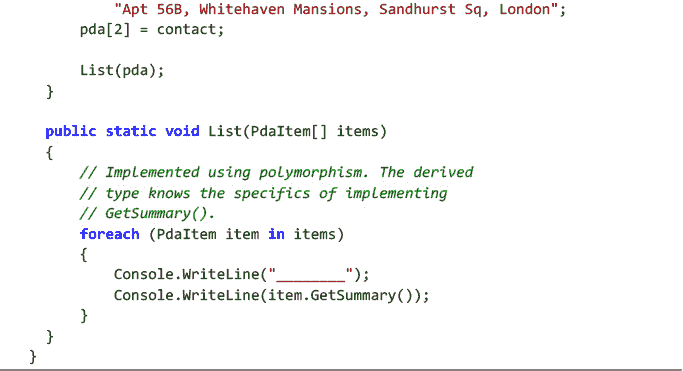 "Apt 56B, Whitehaven Mansions, Sandhurst Sq, London";
pda[2] = contact;
List(pda);
}
public static void List(PdaItem[] items)
{
// Implemented using polymorphism. The derived
// type knows the specifics of implementing
// GetSummary().
foreach (PdaItem item in items)
{
Console.WriteLine("________");
Console.WriteLine(item.GetSummary());
}
}
}